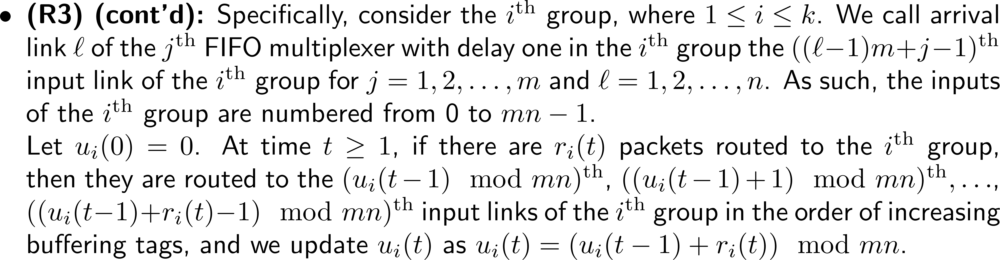 • (R3) (cont'd): Specifically, consider the i^th group, where 1 ≤ i ≤ k. We call arrival
link ℓ of the j^th FIFO multiplexer with delay one in the i^th group the ((ℓ−1)m+j−1)^th
input link of the i^th group for j = 1, 2, . . . , m and ℓ = 1, 2, . . . , n. As such, the inputs
of the i^th group are numbered from 0 to mn − 1.
Let u_i(0) = 0. At time t ≥ 1, if there are r_i(t) packets routed to the i^th group,
then they are routed to the (u_i(t − 1) mod mn)^th, ((u_i(t − 1) + 1) mod mn)^th, . . .,
((u_i(t−1)+r_i(t)−1) mod mn)^th input links of the i^th group in the order of increasing
buffering tags, and we update u_i(t) as u_i(t) = (u_i(t − 1) + r_i(t)) mod mn.